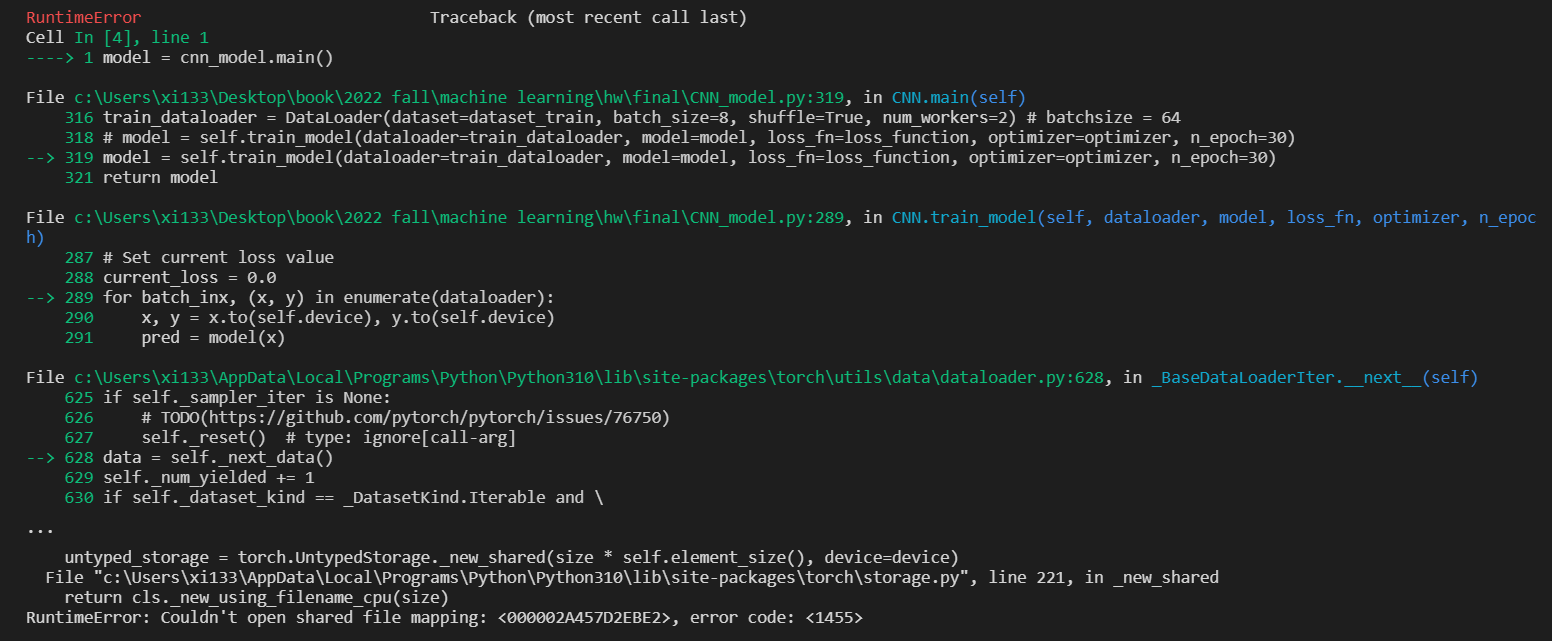 RuntimeError                              Traceback (most recent call last)
Cell In [4], line 1
----> 1 model = cnn_model.main()
File c:\Users\xi133\Desktop\book\2022 fall\machine learning\hw\final\CNN_model.py:319, in CNN.main(self)
    316 train_dataloader = DataLoader(dataset=dataset_train, batch_size=8, shuffle=True, num_workers=2) # batchsize = 64
    318 # model = self.train_model(dataloader=train_dataloader, model=model, loss_fn=loss_function, optimizer=optimizer, n_epoch=30)
--> 319 model = self.train_model(dataloader=train_dataloader, model=model, loss_fn=loss_function, optimizer=optimizer, n_epoch=30)
    321 return model
File c:\Users\xi133\Desktop\book\2022 fall\machine learning\hw\final\CNN_model.py:289, in CNN.train_model(self, dataloader, model, loss_fn, optimizer, n_epoc
h)
    287 # Set current loss value
    288 current_loss = 0.0
--> 289 for batch_inx, (x, y) in enumerate(dataloader):
    290     x, y = x.to(self.device), y.to(self.device)
    291     pred = model(x)
File c:\Users\xi133\AppData\Local\Programs\Python\Python310\lib\site-packages\torch\utils\data\dataloader.py:628, in _BaseDataLoaderIter.__next__(self)
    625 if self._sampler_iter is None:
    626     # TODO(https://github.com/pytorch/pytorch/issues/76750)
    627     self._reset()  # type: ignore[call-arg]
--> 628 data = self._next_data()
    629 self._num_yielded += 1
    630 if self._dataset_kind == _DatasetKind.Iterable and \
...
    untyped_storage = torch.UntypedStorage._new_shared(size * self.element_size(), device=device)
  File "c:\Users\xi133\AppData\Local\Programs\Python\Python310\lib\site-packages\torch\storage.py", line 221, in _new_shared
    return cls._new_using_filename_cpu(size)
RuntimeError: Couldn't open shared file mapping: <000002A457D2EBE2>, error code: <1455>